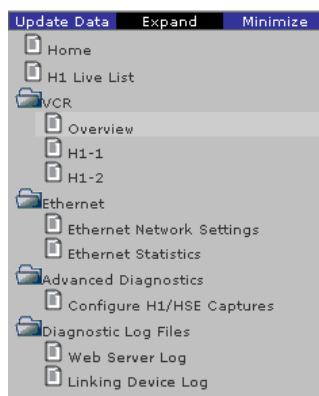 Update Data Expand Minimize
Home
H1 Live List
VCR
Overview
H1-1
H1-2
Ethernet
Ethernet Network Settings
Ethernet Statistics
Advanced Diagnostics
Configure H1/HSE Captures
Diagnostic Log Files
Web Server Log
Linking Device Log